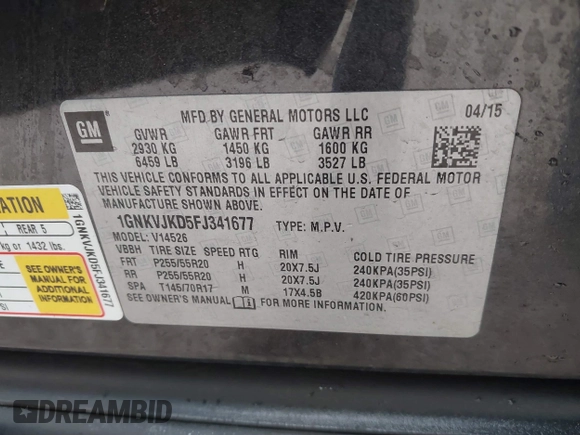 GM
MFD BY GENERAL MOTORS LLC 04/15
GVWR GAWR FRT GAWR RR
2930 KG 1450 KG 1600 KG
6459 LB 3196 LB 3527 LB
THIS VEHICLE CONFORMS TO ALL APPLICABLE U.S. FEDERAL MOTOR
VEHICLE SAFETY STANDARDS IN EFFECT ON THE DATE OF
MANUFACTURE SHOWN ABOVE.
1GNKVJKD5FJ341677 TYPE: M.P.V.
MODEL: V14526
VBBH TIRE SIZE SPEED RTG RIM COLD TIRE PRESSURE
FRT P255/55R20 H 20X7.5J 240KPA(35PSI)
RR P255/55R20 H 20X7.5J 240KPA(35PSI)
SPA T145/70R17 M 17X4.5B 420KPA(60PSI)
SEE OWNER'S MANUAL FOR MORE INFORMATION.
ATION
REAR 5
kg or 1432 lbs.
SEE OWNER'S
MANUAL FOR
ADDITIONAL
INFORMATION
1GNKVJKD5FJ341677
DREAMBID